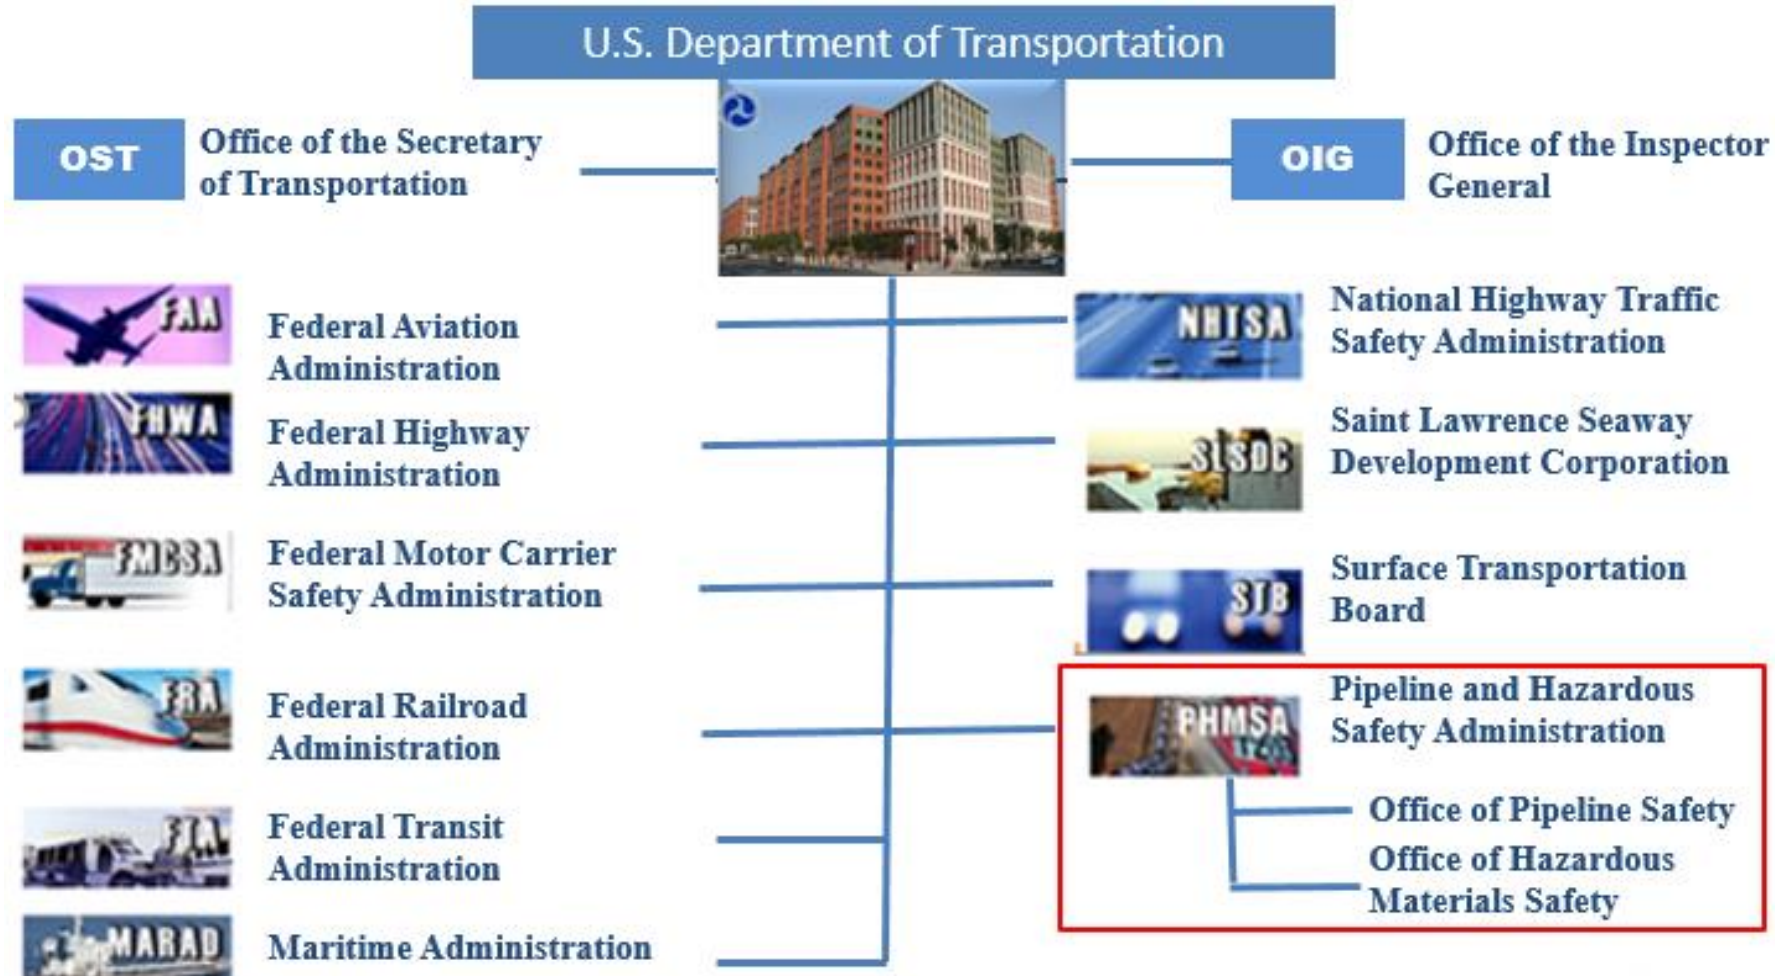 U.S. Department of Transportation
OST
Office of the Secretary
of Transportation
OIG
Office of the Inspector
General
FAA
Federal Aviation
Administration
FHWA
Federal Highway
Administration
FMCSA
Federal Motor Carrier
Safety Administration
FRA
Federal Railroad
Administration
FTA
Federal Transit
Administration
MARAD
Maritime Administration
NHTSA
National Highway Traffic
Safety Administration
SLSDC
Saint Lawrence Seaway
Development Corporation
STB
Surface Transportation
Board
PHMSA
Pipeline and Hazardous
Safety Administration
Office of Pipeline Safety
Office of Hazardous
Materials Safety